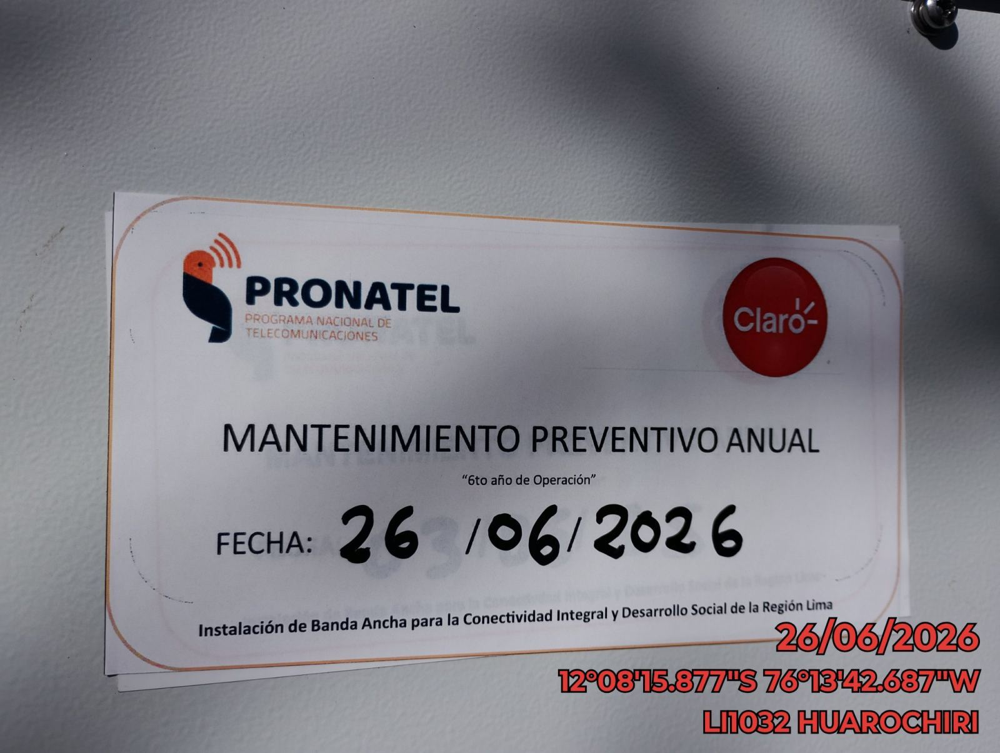 PRONATEL
PROGRAMA NACIONAL DE
TELECOMUNICACIONES
Claro
MANTENIMIENTO PREVENTIVO ANUAL
“6to año de Operación”
FECHA: 26 / 06 / 2026
Instalación de Banda Ancha para la Conectividad Integral y Desarrollo Social de la Región Lima
26/06/2026
12°08'15.877"S 76°13'42.687"W
LI1032 HUAROCHIRI